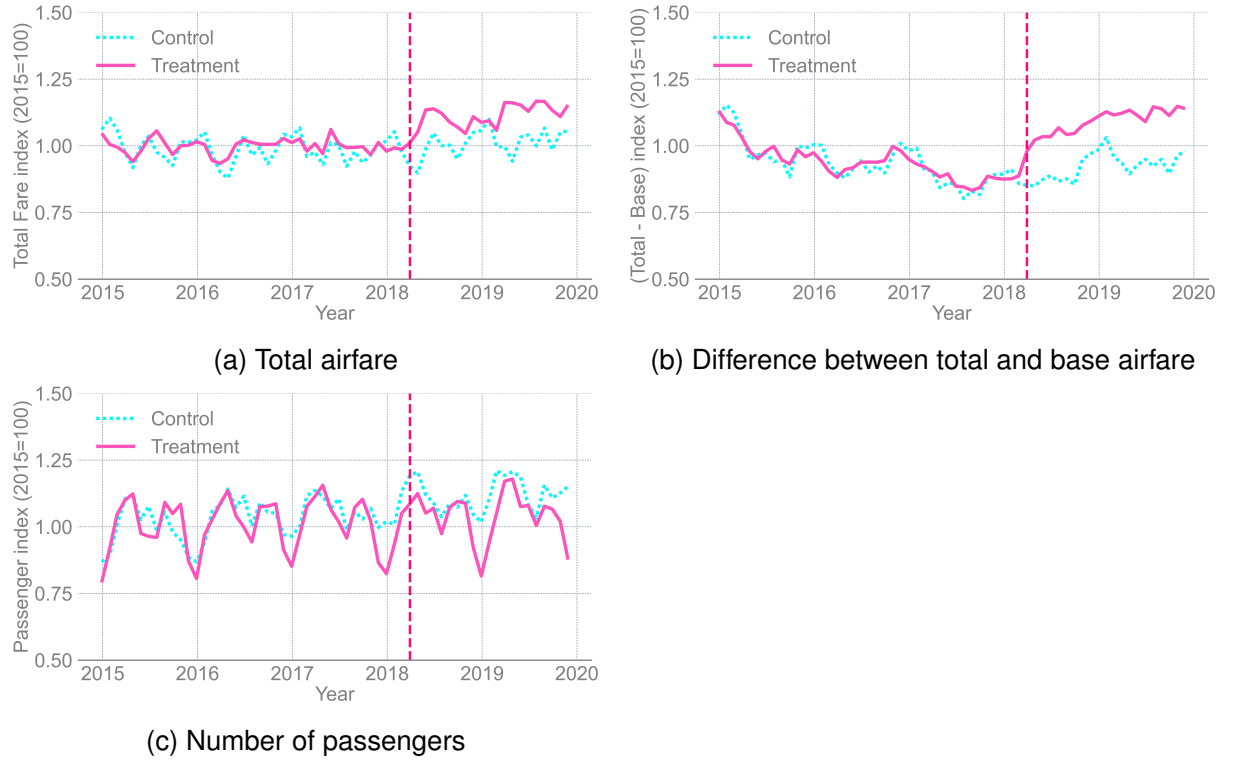 Total Fare index (2015=100)
1.50
1.25
1.00
0.75
0.50
Control
Treatment
2015 2016 2017 2018 2019 2020
Year
(a) Total airfare
(Total - Base) index (2015=100)
1.50
1.25
1.00
0.75
0.50
Control
Treatment
2015 2016 2017 2018 2019 2020
Year
(b) Difference between total and base airfare
Passenger index (2015=100)
1.50
1.25
1.00
0.75
0.50
Control
Treatment
2015 2016 2017 2018 2019 2020
Year
(c) Number of passengers